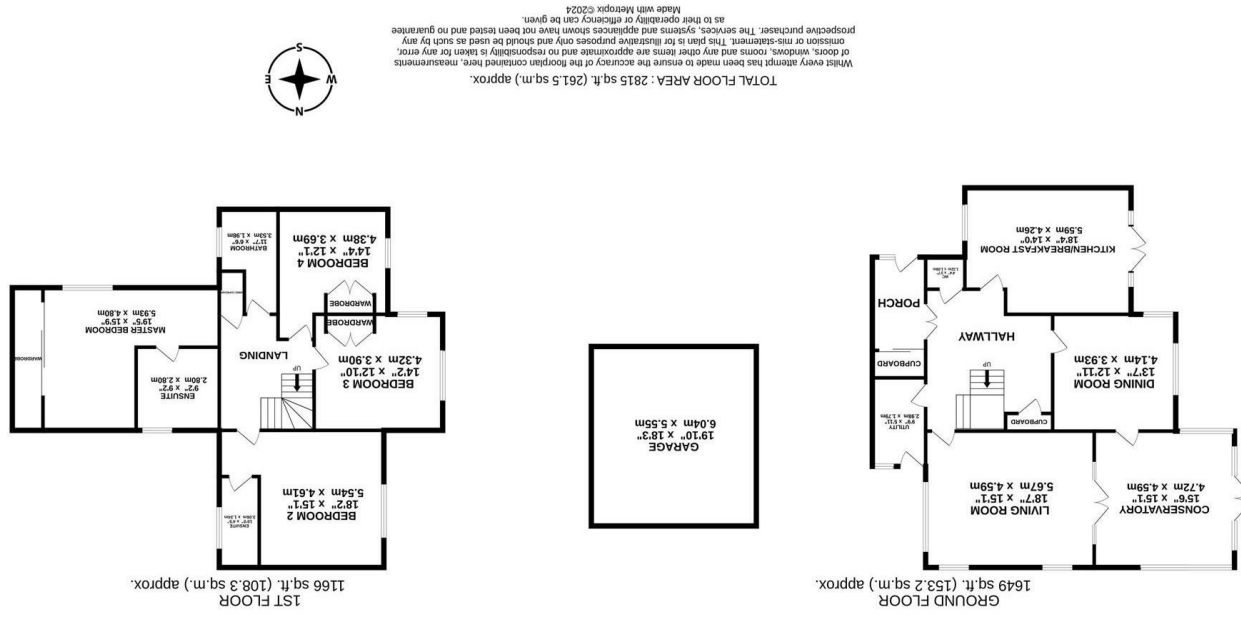 GROUND FLOOR
1649 sq.ft. (153.2 sq.m.) approx.
CONSERVATORY
15'6" x 15'1"
4.72m x 4.59m
LIVING ROOM
18'7" x 15'1"
5.67m x 4.59m
UTILITY
9'9" x 5'11"
2.98m x 1.79m
CUPBOARD
DINING ROOM
13'7" x 12'11"
4.14m x 3.93m
UP
CUPBOARD
HALLWAY
PORCH
WC
KITCHEN/BREAKFAST ROOM
18'4" x 14'0"
5.59m x 4.26m
GARAGE
19'10" x 18'3"
6.04m x 5.55m
1ST FLOOR
1166 sq.ft. (108.3 sq.m.) approx.
BEDROOM 2
18'2" x 15'1"
5.54m x 4.61m
ENSUITE
BEDROOM 3
14'2" x 12'10"
4.32m x 3.90m
UP
LANDING
ENSUITE
9'2" x 9'2"
2.80m x 2.80m
WARDROBE
MASTER BEDROOM
19'5" x 15'9"
5.93m x 4.80m
WARDROBE
WARDROBE
BEDROOM 4
14'4" x 12'1"
4.38m x 3.69m
BATHROOM
11'7" x 6'6"
3.53m x 1.98m
N
W
E
S
TOTAL FLOOR AREA : 2815 sq.ft. (261.5 sq.m.) approx.
Whilst every attempt has been made to ensure the accuracy of the floorplan contained here, measurements
of doors, windows, rooms and any other items are approximate and no responsibility is taken for any error,
omission or mis-statement. This plan is for illustrative purposes only and should be used as such by any
prospective purchaser. The services, systems and appliances shown have not been tested and no guarantee
as to their operability or efficiency can be given.
Made with Metropix ©2024